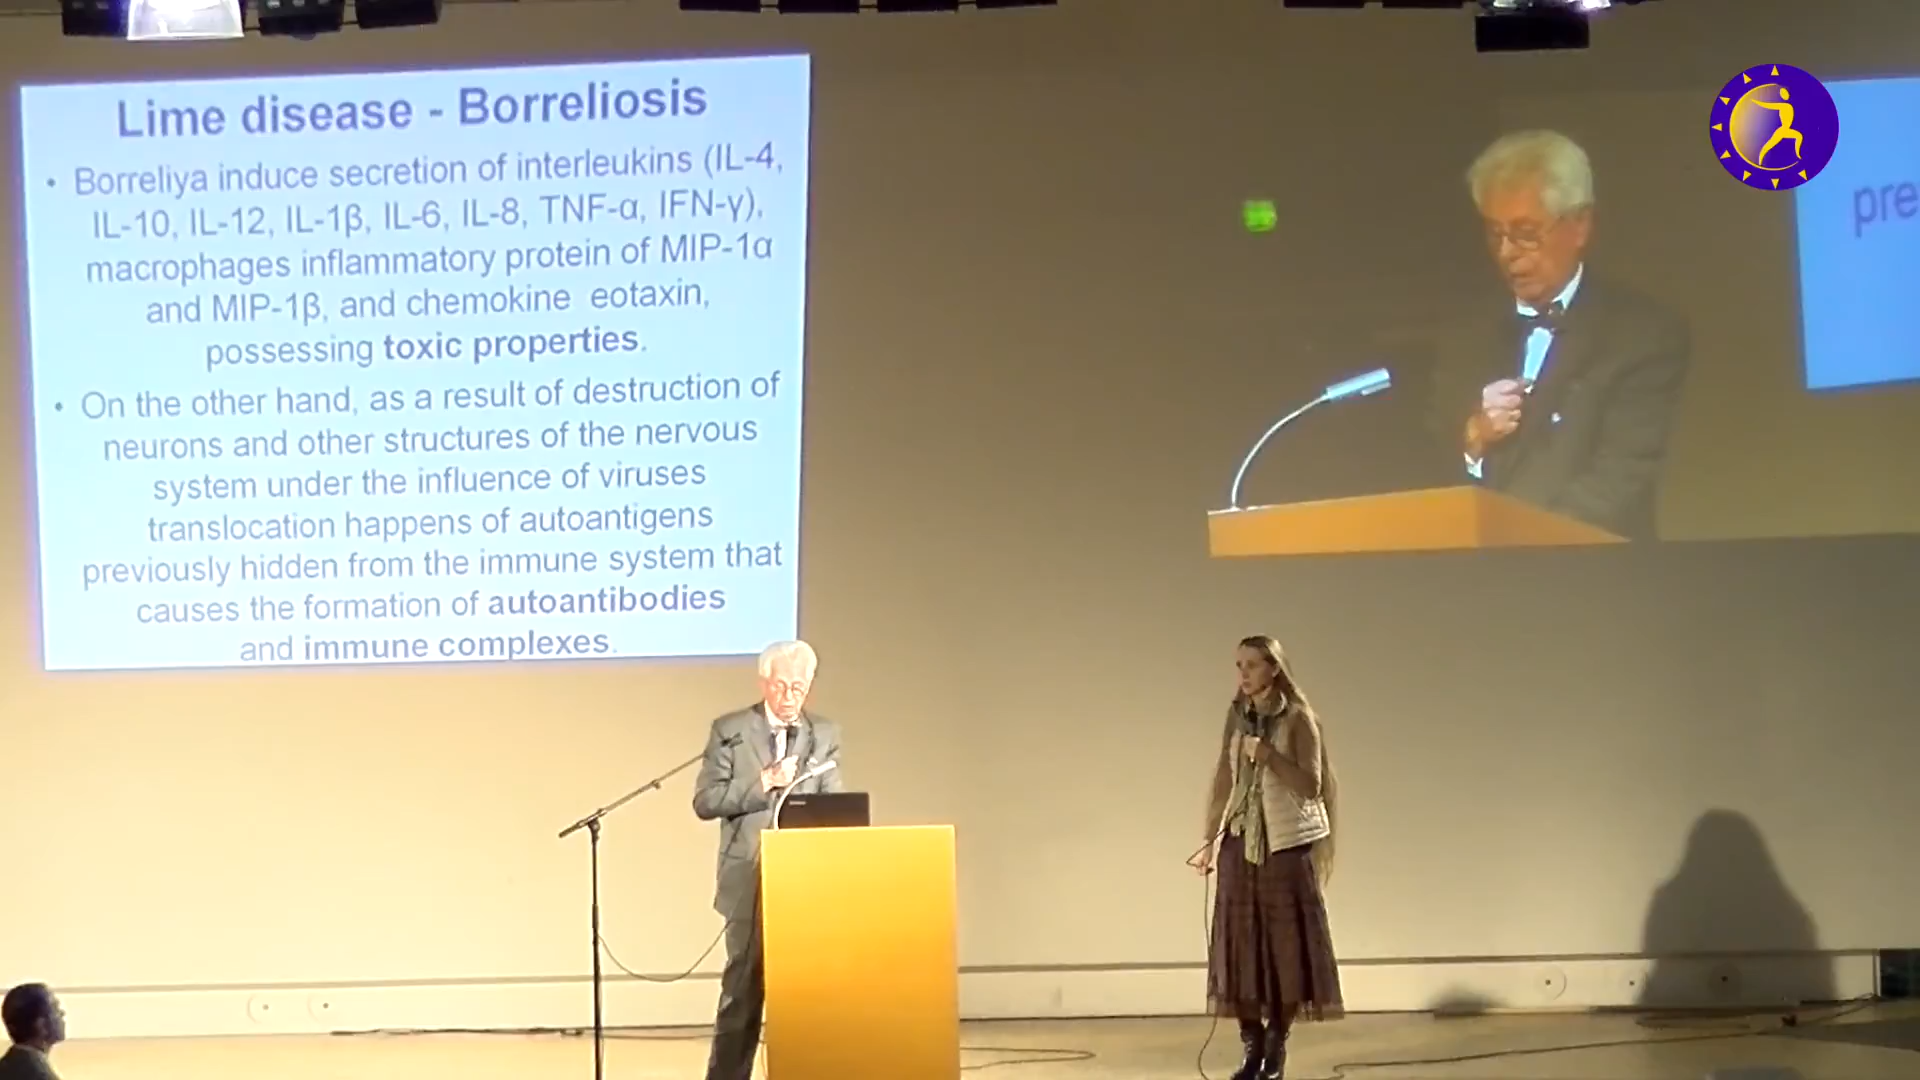 Lime disease - Borreliosis
• Borreliya induce secretion of interleukins (IL-4,
IL-10, IL-12, IL-1β, IL-6, IL-8, TNF-α, IFN-γ),
macrophages inflammatory protein of MIP-1α
and MIP-1β, and chemokine eotaxin,
possessing toxic properties.
• On the other hand, as a result of destruction of
neurons and other structures of the nervous
system under the influence of viruses
translocation happens of autoantigens
previously hidden from the immune system that
causes the formation of autoantibodies
and immune complexes.
pre